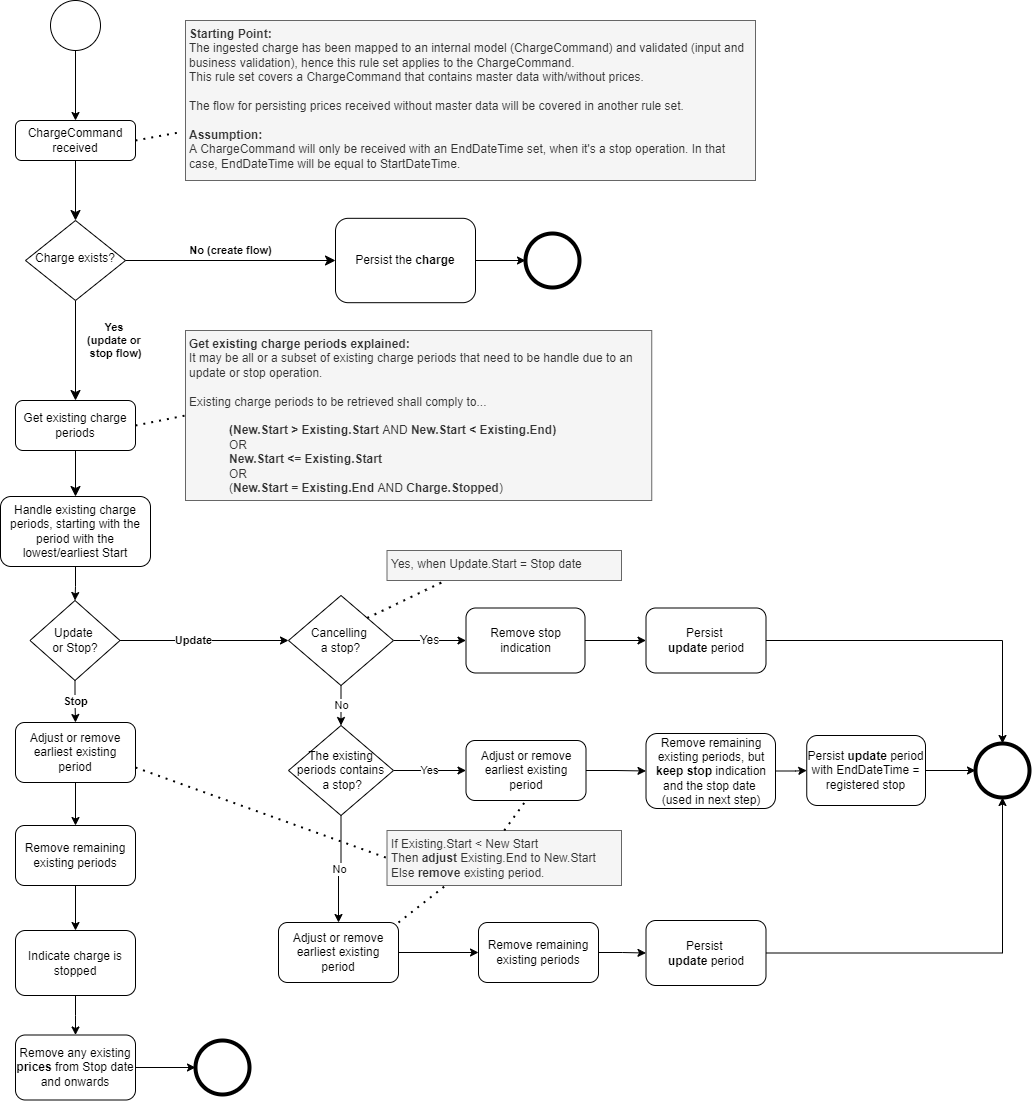 Starting Point:
The ingested charge has been mapped to an internal model (ChargeCommand) and validated (input and
business validation), hence this rule set applies to the ChargeCommand.
This rule set covers a ChargeCommand that contains master data with/without prices.
The flow for persisting prices received without master data will be covered in another rule set.
Assumption:
A ChargeCommand will only be received with an EndDateTime set, when it's a stop operation. In that
case, EndDateTime will be equal to StartDateTime.
ChargeCommand
received
Charge exists?
No (create flow)
Persist the charge
Yes
(update or
stop flow)
Get existing charge periods explained:
It may be all or a subset of existing charge periods that need to be handle due to an
update or stop operation.
Existing charge periods to be retrieved shall comply to...
(New.Start > Existing.Start AND New.Start < Existing.End)
OR
New.Start <= Existing.Start
OR
(New.Start = Existing.End AND Charge.Stopped)
Get existing charge
periods
Handle existing charge
periods, starting with the
period with the
lowest/earliest Start
Yes, when Update.Start = Stop date
Update
or Stop?
Update
Cancelling
a stop?
Yes
Remove stop
indication
Persist
update period
Stop
No
Adjust or remove
earliest existing
period
The existing
periods contains
a stop?
Yes
Adjust or remove
earliest existing
period
Remove remaining
existing periods, but
keep stop indication
and the stop date
(used in next step)
Persist update period
with EndDateTime =
registered stop
Remove remaining
existing periods
If Existing.Start < New Start
Then adjust Existing.End to New.Start
Else remove existing period.
No
Indicate charge is
stopped
Adjust or remove
earliest existing
period
Remove remaining
existing periods
Persist
update period
Remove any existing
prices from Stop date
and onwards